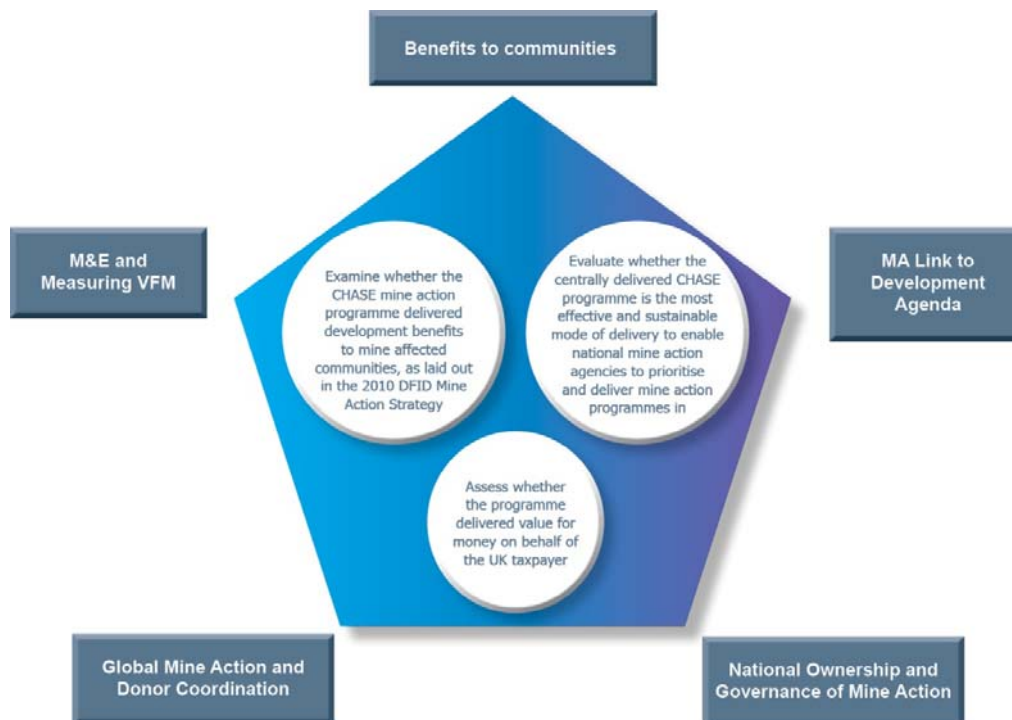 Benefits to communities
M&E and
Measuring VFM
Examine whether the
CHASE mine action
programme delivered
development benefits
to mine affected
communities, as laid out
in the 2010 DFID Mine
Action Strategy
Evaluate whether the
centrally delivered CHASE
programme is the most
effective and sustainable
mode of delivery to enable
national mine action
agencies to prioritise
and deliver mine action
programmes in
MA Link to
Development
Agenda
Assess whether
the programme
delivered value for
money on behalf of
the UK taxpayer
Global Mine Action and
Donor Coordination
National Ownership and
Governance of Mine Action